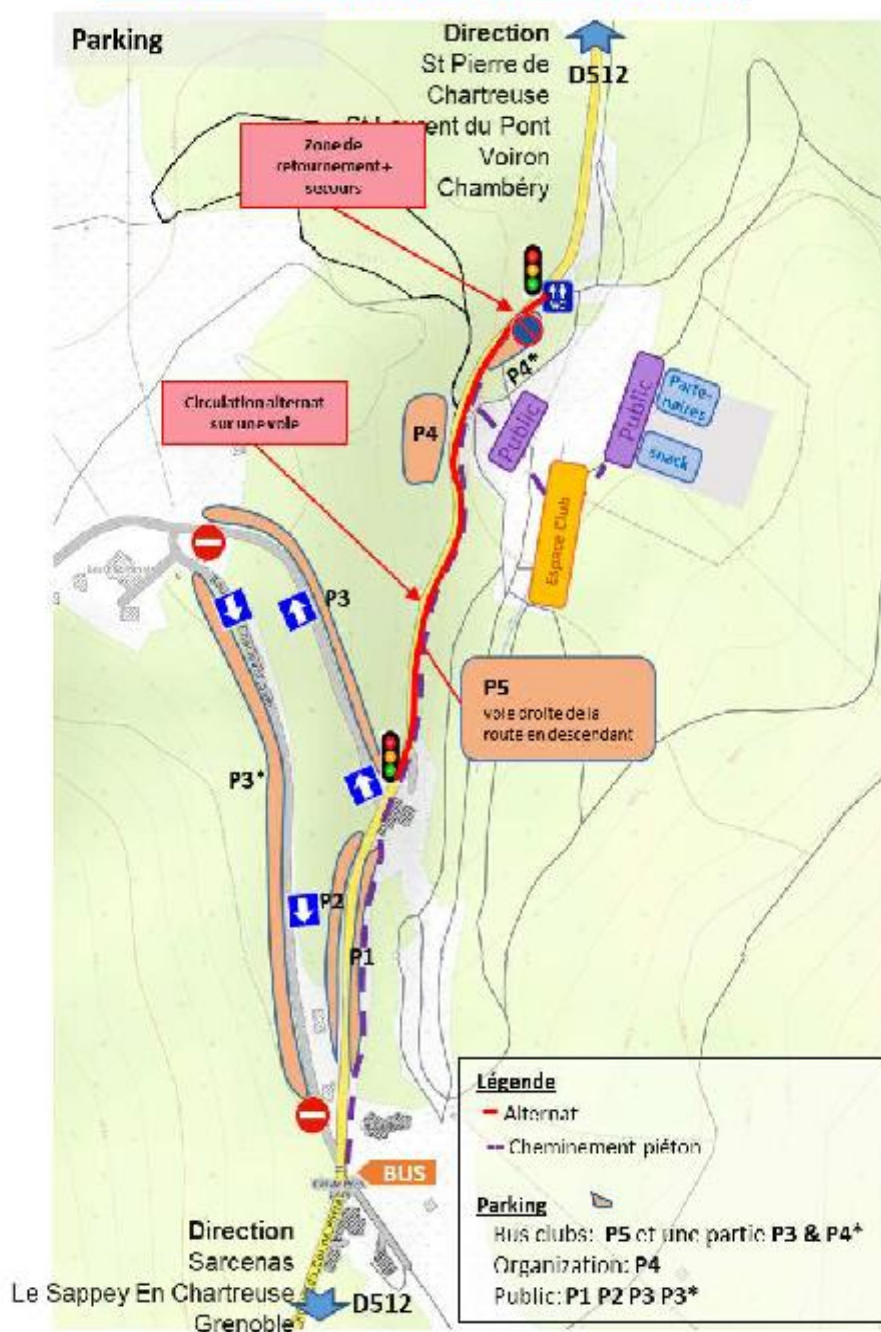 Parking
Direction
St Pierre de
Chartreuse
St Laurent du Pont
Voiron
Chambéry
D512
Zone de
retournement +
secours
WC
P4*
Circulation alternat
sur une voie
P4
Public
Public
Parte-
naires
snack
Espace Club
P3
P5
voie droite de la
route en descendant
P3*
P2
P1
BUS
Direction
Sarcenas
Le Sappey En Chartreuse
Grenoble
D512
Légende
Alternat
Cheminement piéton
Parking
Bus clubs: P5 et une partie P3 & P4*
Organization: P4
Public: P1 P2 P3 P3*